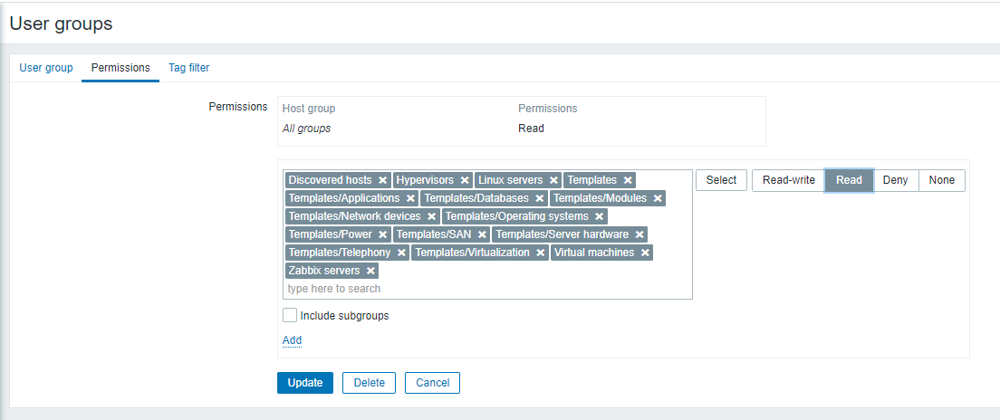 User groups
User group Permissions Tag filter
Permissions Host group Permissions
All groups Read
Discovered hosts Hypervisors Linux servers Templates Select Read-write Read Deny None
Templates/Applications Templates/Databases Templates/Modules
Templates/Network devices Templates/Operating systems
Templates/Power Templates/SAN Templates/Server hardware
Templates/Telephony Templates/Virtualization Virtual machines
Zabbix servers
type here to search
Include subgroups
Add
Update Delete Cancel